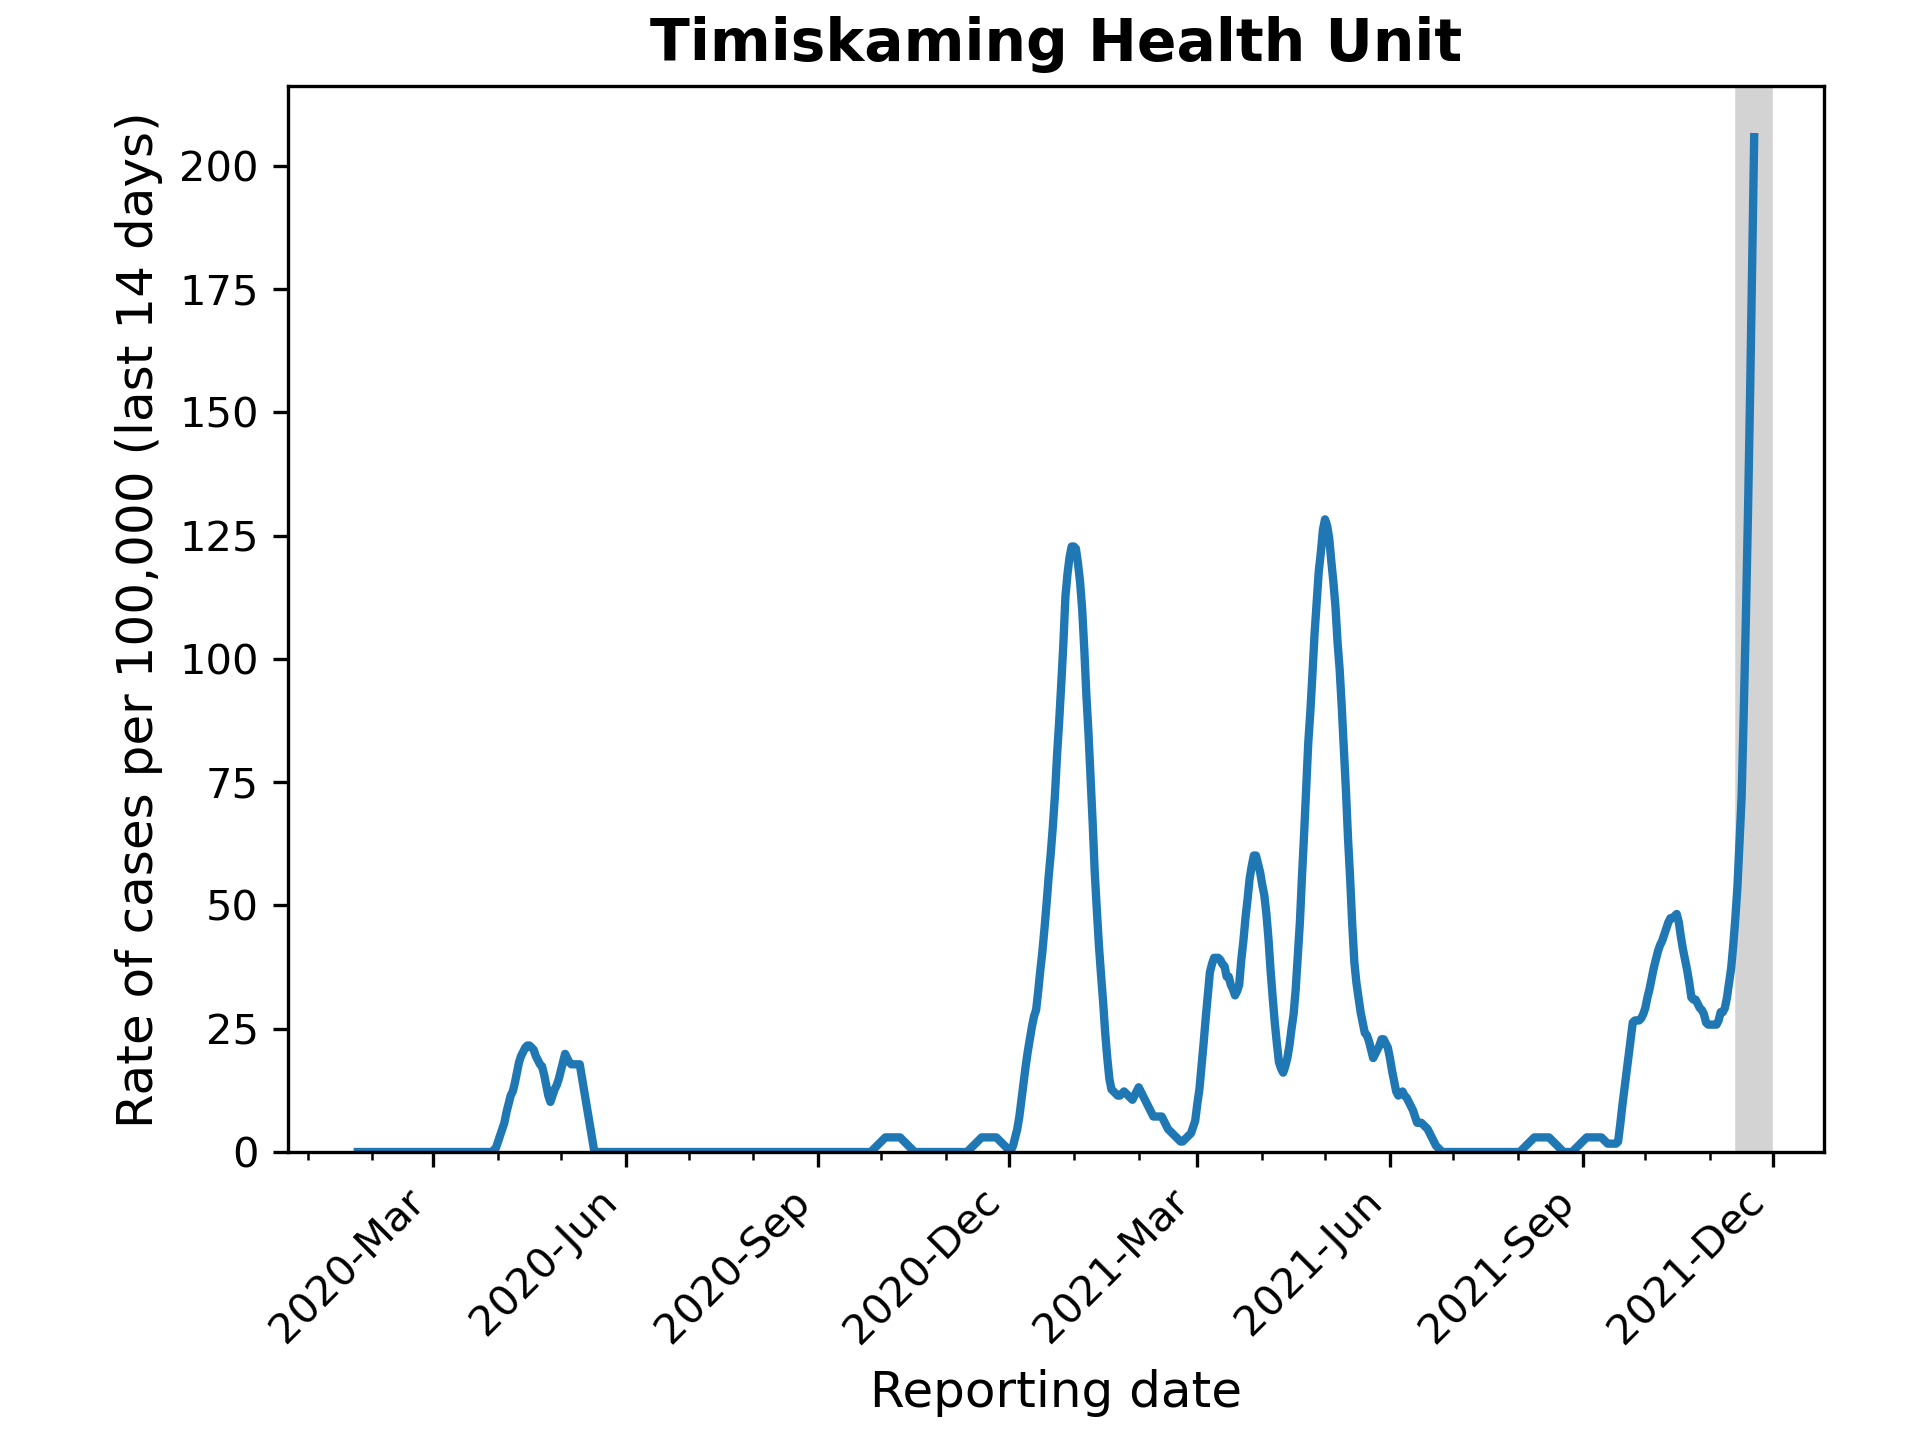 Timiskaming Health Unit
Rate of cases per 100,000 (last 14 days)
200
175
150
125
100
75
50
25
0
2020-Mar
2020-Jun
2020-Sep
2020-Dec
2021-Mar
2021-Jun
2021-Sep
2021-Dec
Reporting date